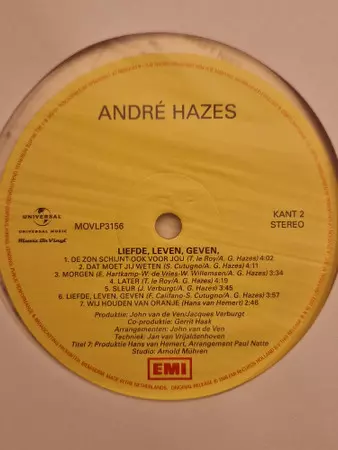 ANDRÉ HAZES
UNIVERSAL
UNIVERSAL MUSIC
Music On Vinyl
MOVLP3156
KANT 2
STEREO
LIEFDE, LEVEN, GEVEN,
1. DE ZON SCHIJNT OOK VOOR JOU (T. le Roy/A. G. Hazes) 4:02
2. DAT MOET JIJ WETEN (S. Cutugno/A. G. Hazes) 4:11
3. MORGEN (E. Hartkamp-W. de Vries-W. Willemsen/A. G. Hazes) 3:34
4. LATER (T. le Roy/A. G. Hazes) 4:19
5. SLEUR (J. Verburgt/A. G. Hazes) 3:45
6. LIEFDE, LEVEN, GEVEN (F. Califano-S. Cutugno/A. G. Hazes) 3:57
7. WIJ HOUDEN VAN ORANJE (Hans van Hemert) 2:46
Produktie: John van de Ven/Jacques Verburgt
Co-produktie: Gerrit Haak
Arrangementen: John van de Ven
Techniek: Jan van Vrijaldenhoven
Titel 7: Produktie Hans van Hemert, Arrangement Paul Natte
Studio: Arnold Mühren
EMI